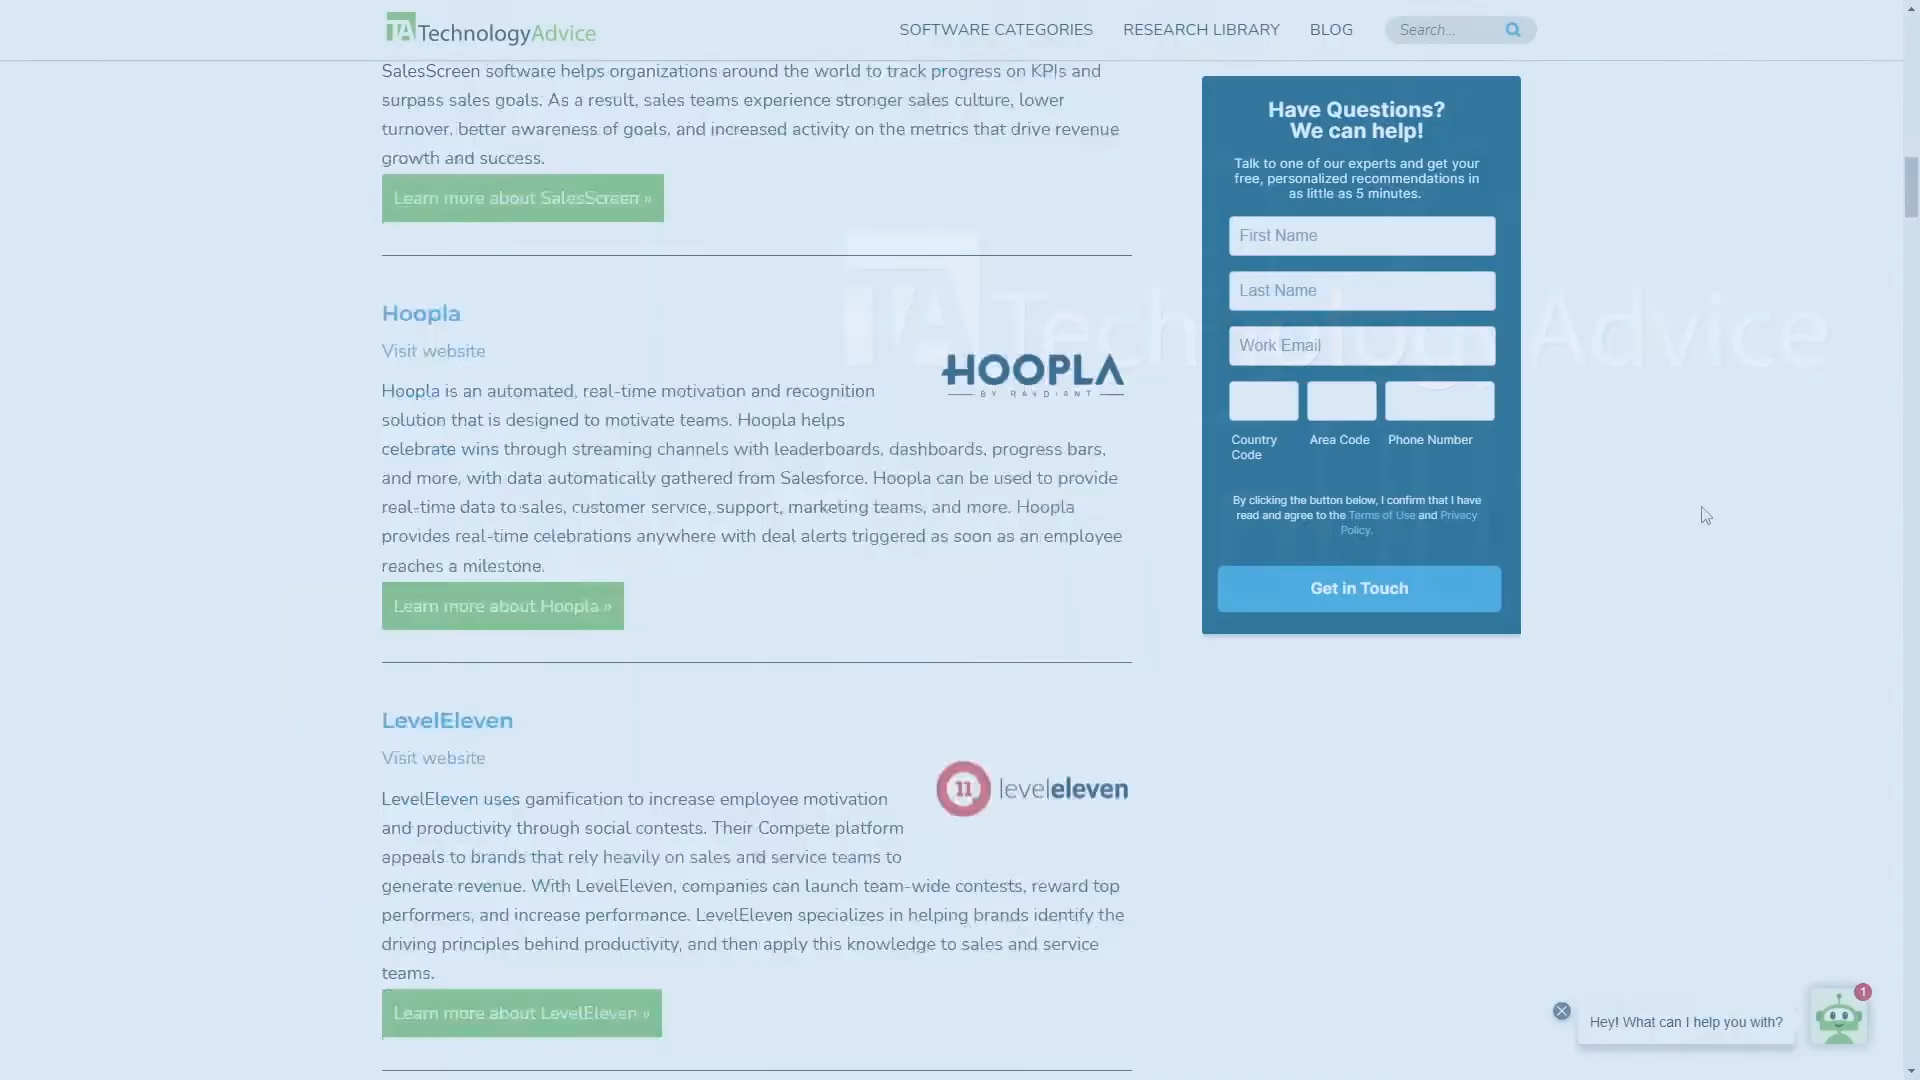 TA TechnologyAdvice
SOFTWARE CATEGORIES
RESEARCH LIBRARY
BLOG
Search...
SalesScreen software helps organizations around the world to track progress on KPIs and
surpass sales goals. As a result, sales teams experience stronger sales culture, lower
turnover, better awareness of goals, and increased activity on the metrics that drive revenue
growth and success.
Learn more about SalesScreen »
Hoopla
Visit website
HOOPLA
BY RAYDIANT
Hoopla is an automated, real-time motivation and recognition
solution that is designed to motivate teams. Hoopla helps
celebrate wins through streaming channels with leaderboards, dashboards, progress bars,
and more, with data automatically gathered from Salesforce. Hoopla can be used to provide
real-time data to sales, customer service, support, marketing teams, and more. Hoopla
provides real-time celebrations anywhere with deal alerts triggered as soon as an employee
reaches a milestone.
Learn more about Hoopla »
LevelEleven
Visit website
11 leveleleven
LevelEleven uses gamification to increase employee motivation
and productivity through social contests. Their Compete platform
appeals to brands that rely heavily on sales and service teams to
generate revenue. With LevelEleven, companies can launch team-wide contests, reward top
performers, and increase performance. LevelEleven specializes in helping brands identify the
driving principles behind productivity, and then apply this knowledge to sales and service
teams.
Learn more about LevelEleven »
Have Questions?
We can help!
Talk to one of our experts and get your
free, personalized recommendations in
as little as 5 minutes.
First Name
Last Name
Work Email
Country
Code
Area Code
Phone Number
By clicking the button below, I confirm that I have
read and agree to the Terms of Use and Privacy
Policy.
Get in Touch
TA Technology Advice
Hey! What can I help you with?
1